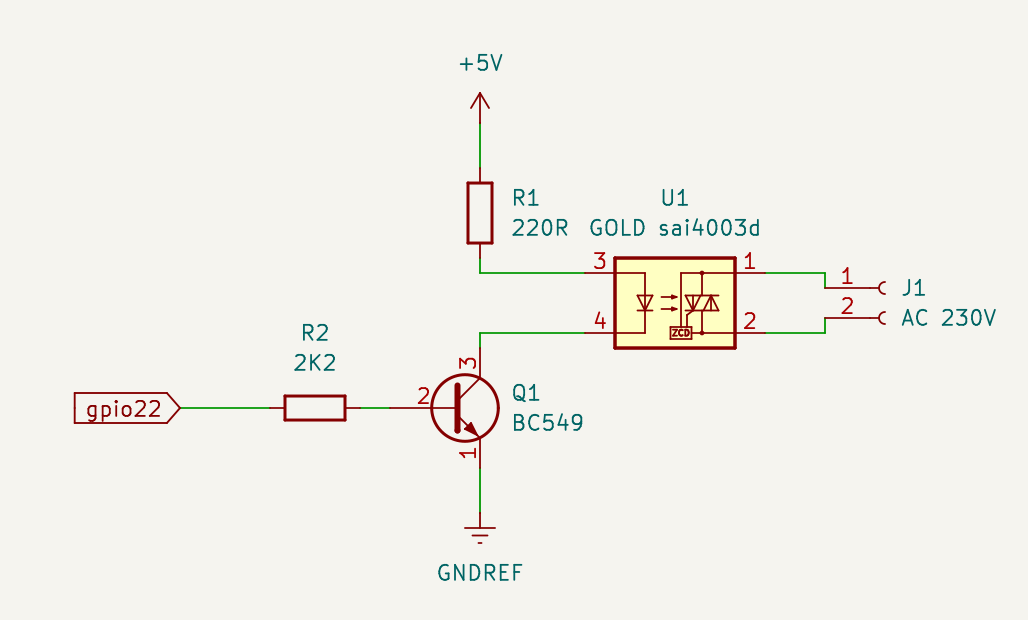 +5V
R1
220R
U1
GOLD sai4003d
3
1
4
2
ZCD
1
2
J1
AC 230V
R2
2K2
gpio22
3
2
1
Q1
BC549
GNDREF